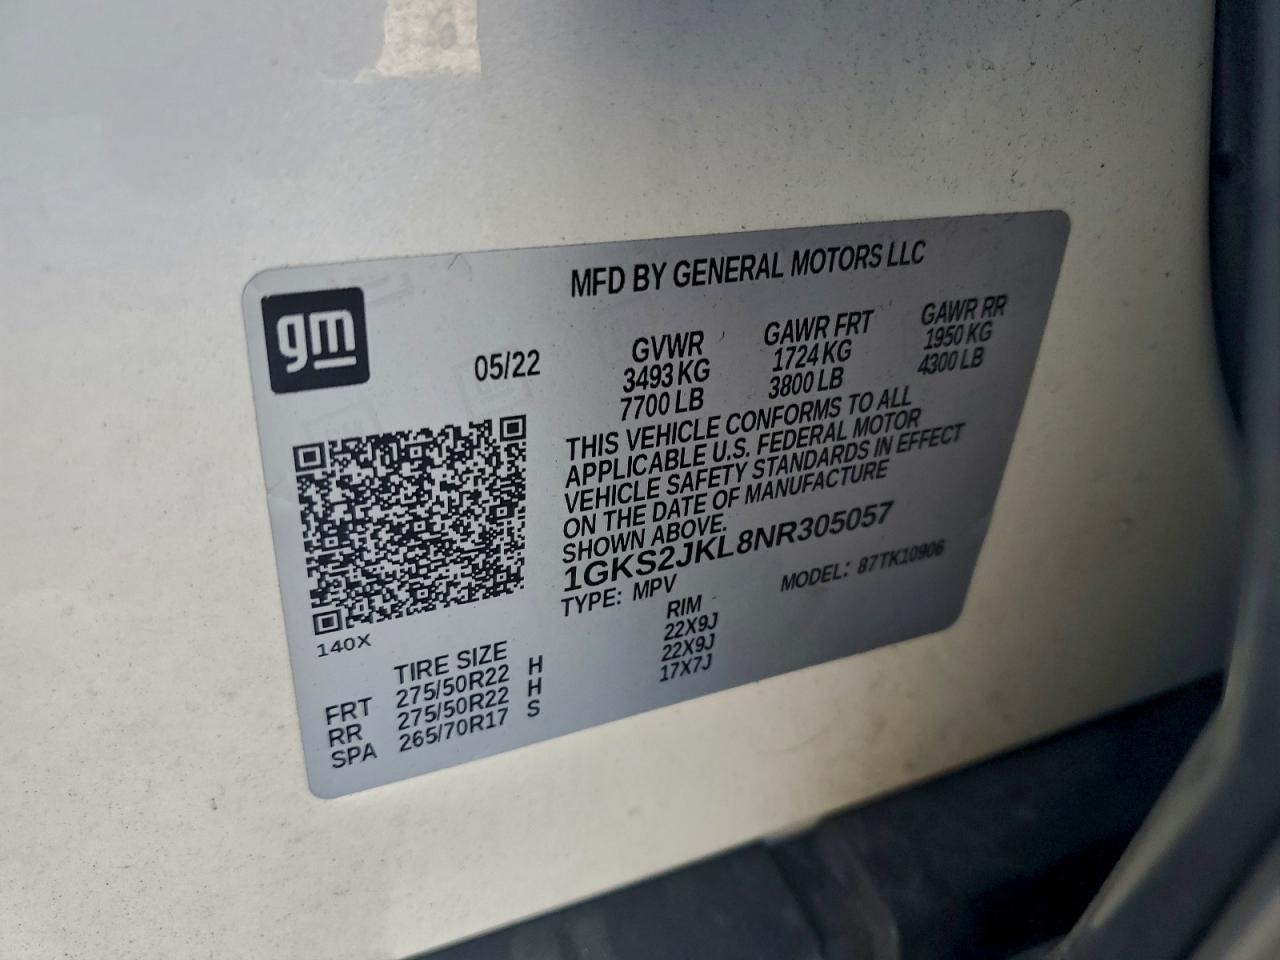 gm
MFD BY GENERAL MOTORS LLC
05/22
GVWR GAWR FRT GAWR RR
3493 KG 1724 KG 1950 KG
7700 LB 3800 LB 4300 LB
THIS VEHICLE CONFORMS TO ALL
APPLICABLE U.S. FEDERAL MOTOR
VEHICLE SAFETY STANDARDS IN EFFECT
ON THE DATE OF MANUFACTURE
SHOWN ABOVE.
1GKS2JKL8NR305057
TYPE: MPV MODEL: 87TK10906
140X
TIRE SIZE RIM
FRT 275/50R22 H 22X9J
RR 275/50R22 H 22X9J
SPA 265/70R17 S 17X7J